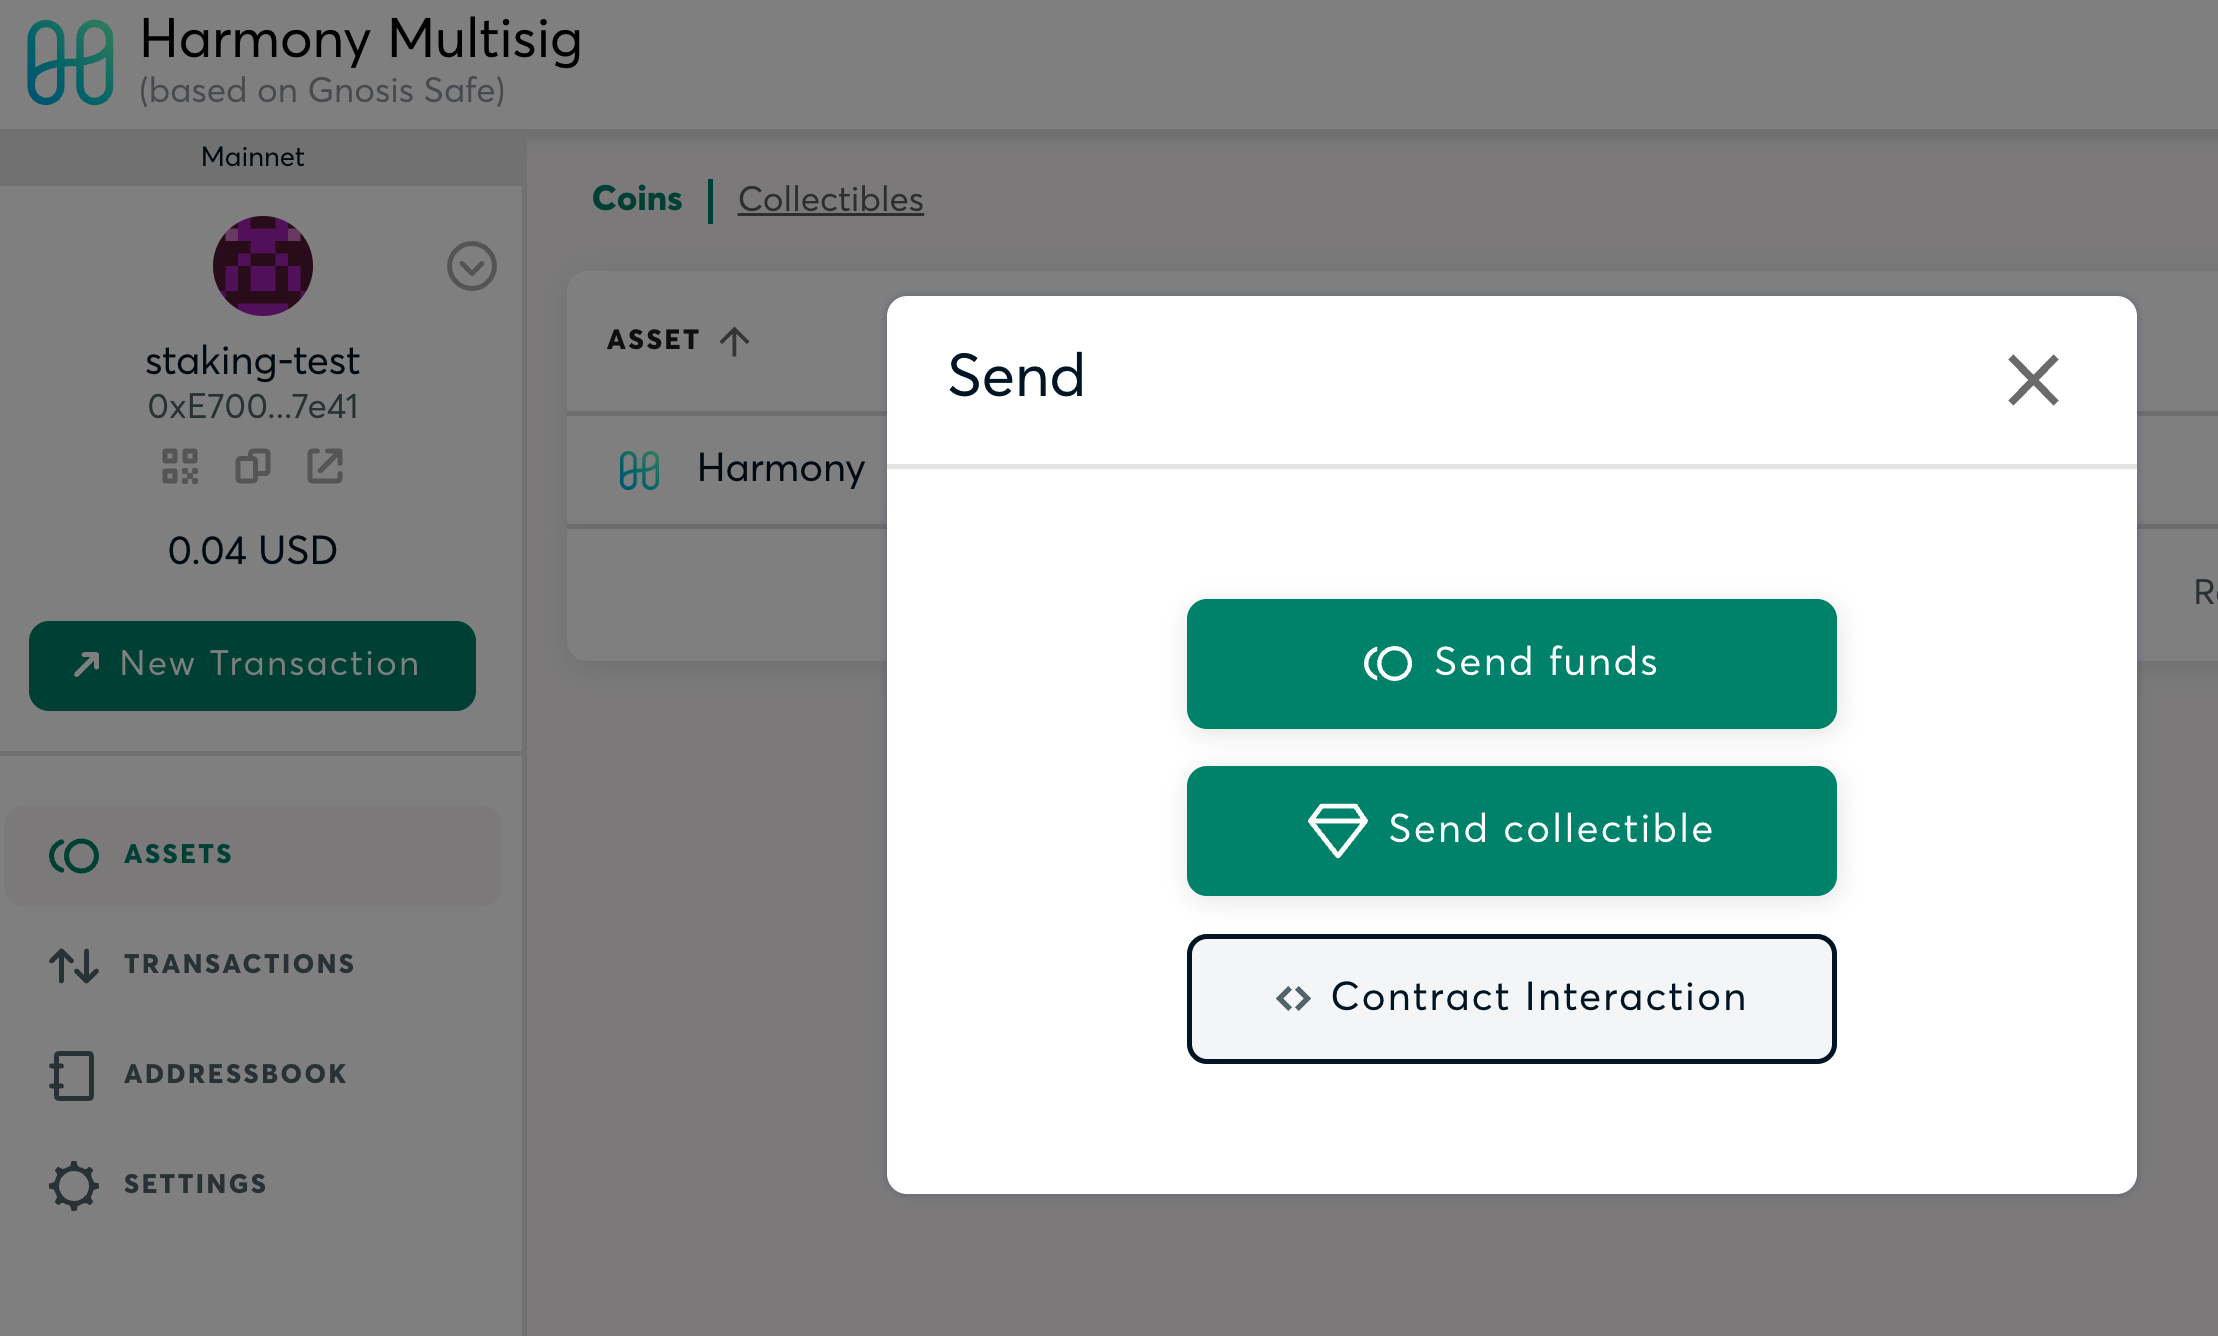 Harmony Multisig
(based on Gnosis Safe)
Mainnet
staking-test
0xE700...7e41
0.04 USD
New Transaction
ASSETS
TRANSACTIONS
ADDRESSBOOK
SETTINGS
Coins | Collectibles
ASSET
Harmony
Send
Send funds
Send collectible
Contract Interaction